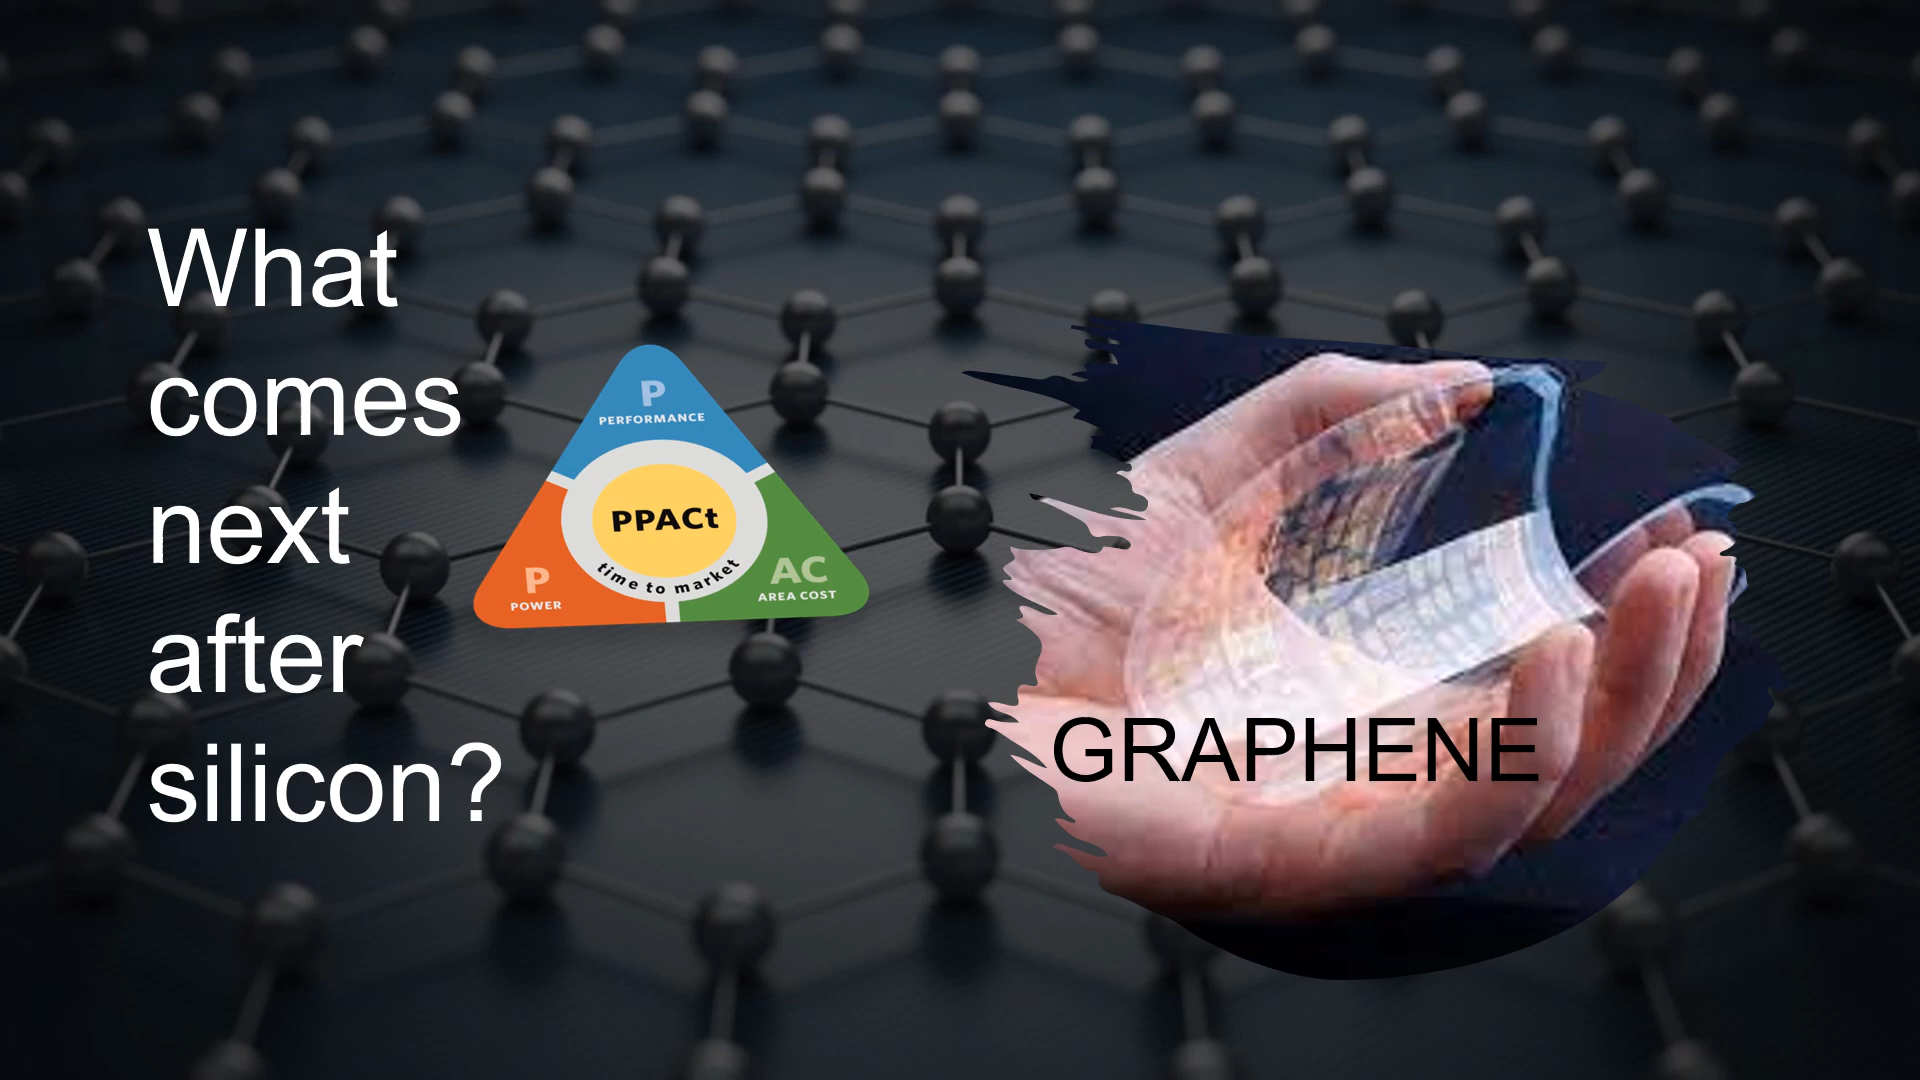 What
comes
next
after
silicon?
P
PERFORMANCE
PPACt
time to market
P
POWER
AC
AREA COST
GRAPHENE